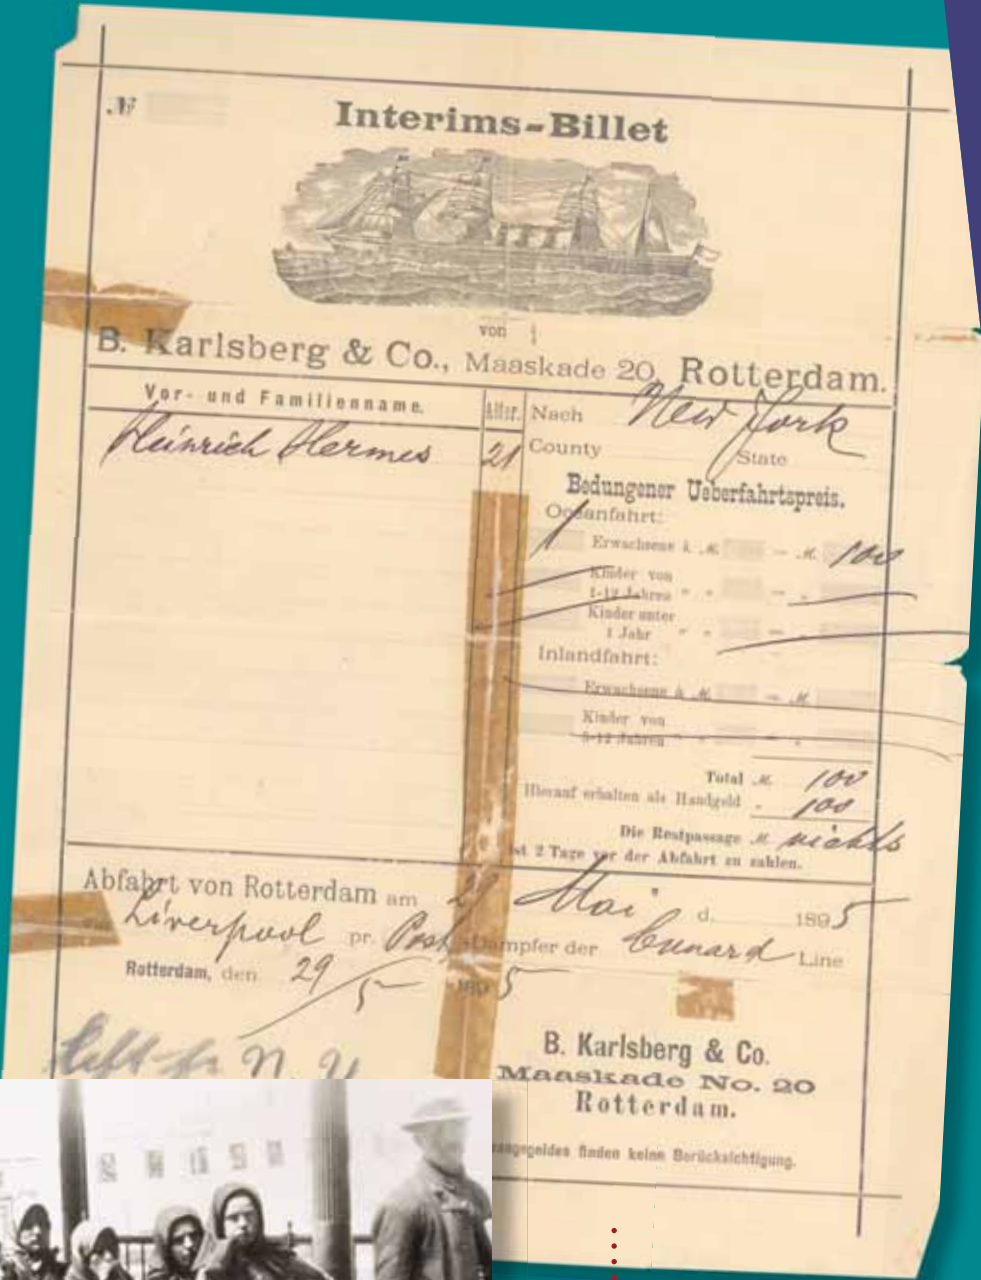 №
Interims-Billet
von
B. Karlsberg & Co., Maaskade 20, Rotterdam.
Vor- und Familienname.
Alter.
Heinrich Hermes
21
Nach New York
County State
Bedungener Ueberfahrtspreis.
Oceanfahrt:
1 Erwachsene à M. — M. 100
Kinder von
1-12 Jahren " " — "
Kinder unter
1 Jahr " " — "
Inlandfahrt:
Erwachsene à M. — M.
Kinder von
Jahren " " — "
Total M. 100
Hierauf erhalten als Handgeld " 100
Die Restpassage M. nichts
ist 2 Tage vor der Abfahrt zu zahlen.
Abfahrt von Rotterdam am 29 Mai d. 1895
Liverpool pr. Post Dampfer der Cunard Line
Rotterdam, den 29/5 1895
N. Y
B. Karlsberg & Co.
Maaskade No. 20
Rotterdam.
finden keine Berücksichtigung.